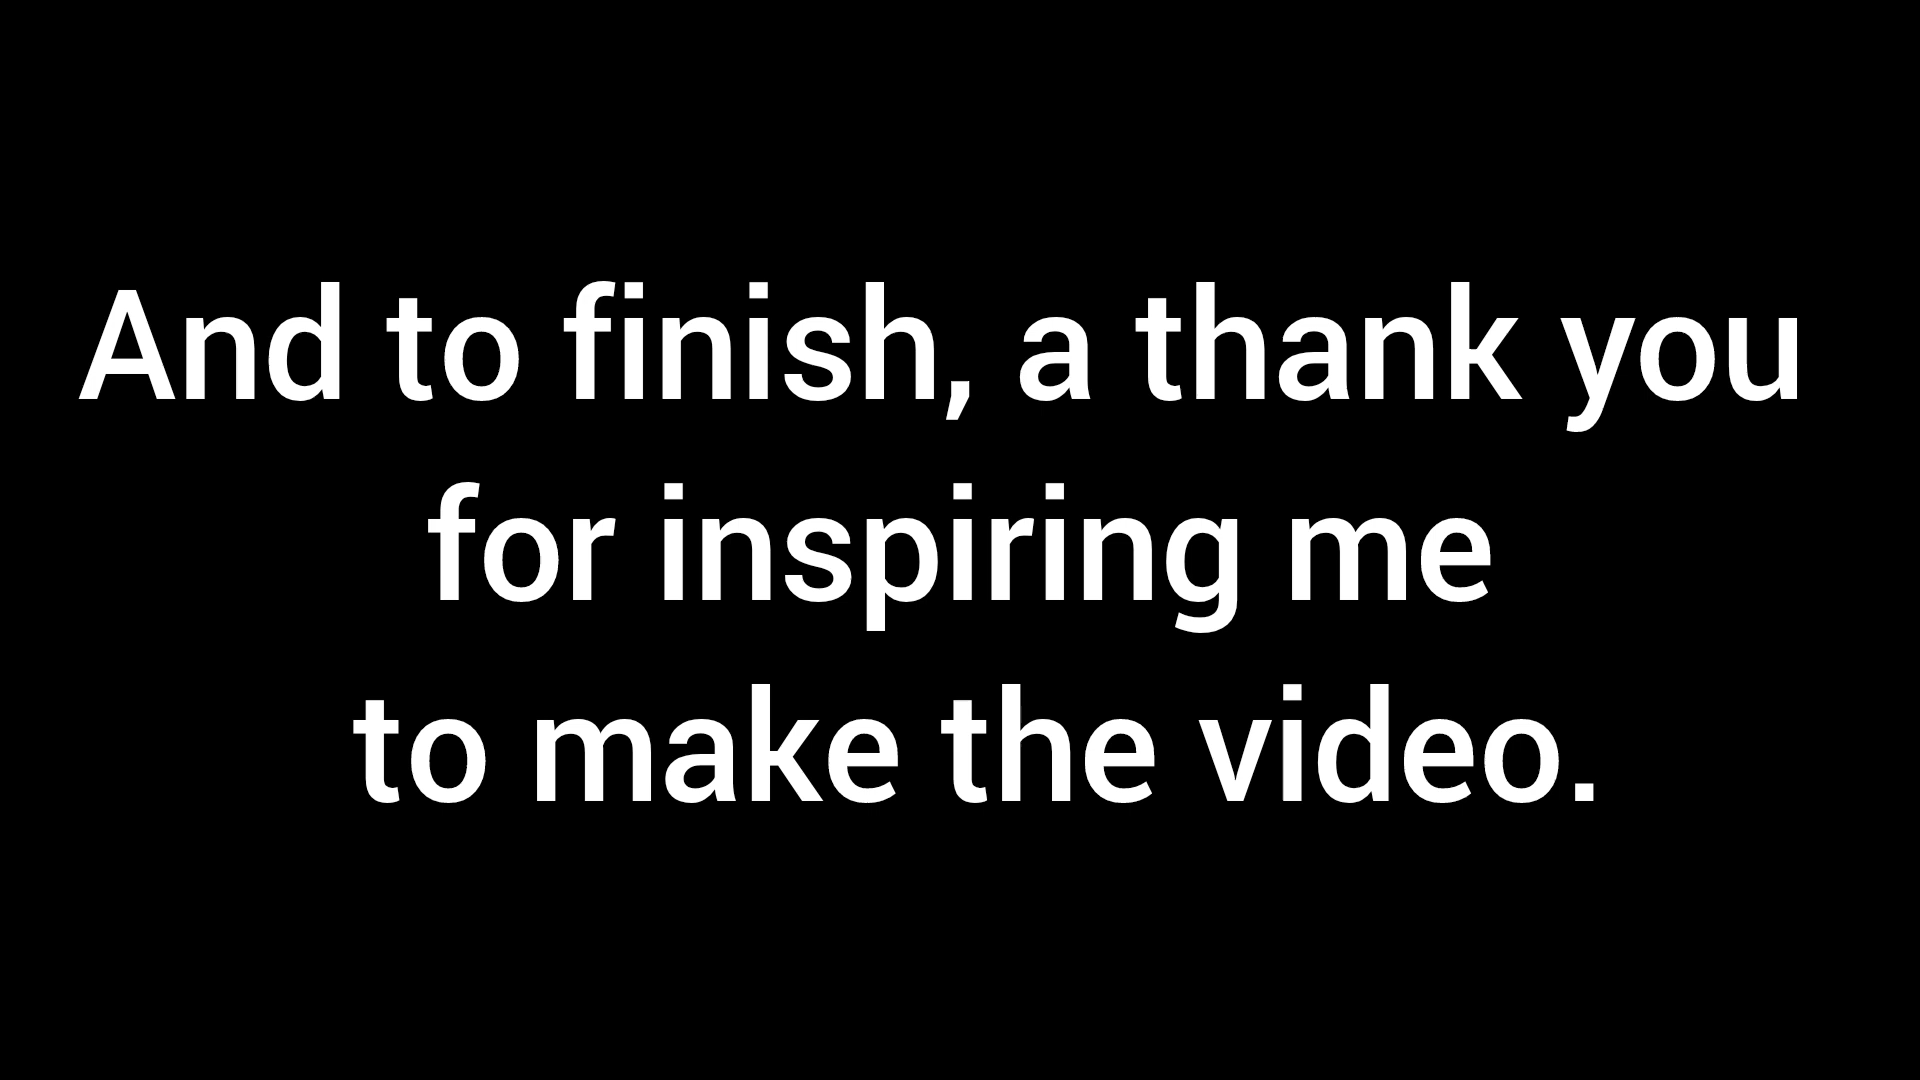 And to finish, a thank you
for inspiring me
to make the video.